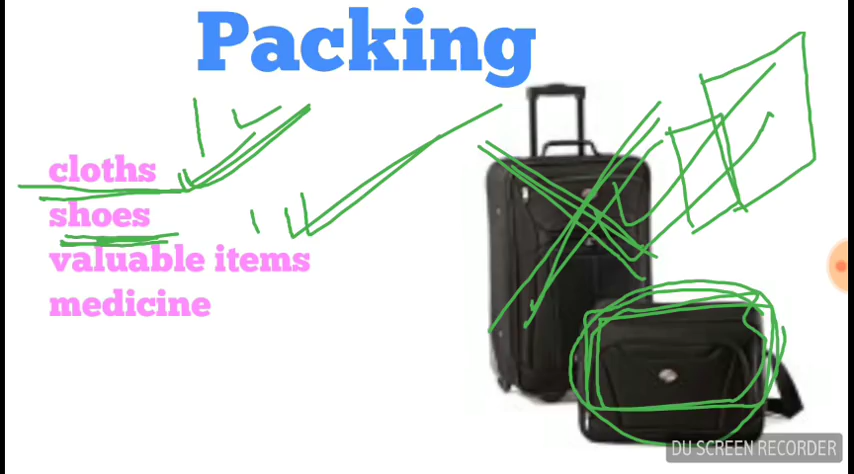 Packing
cloths
shoes
valuable items
medicine
DU SCREEN RECORDER